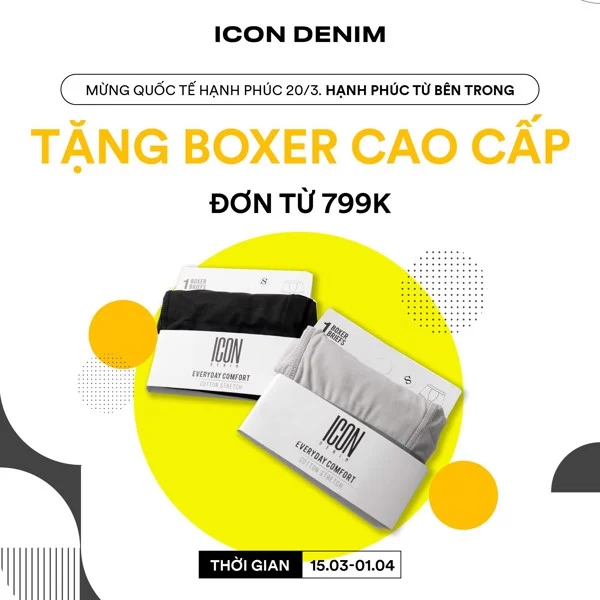 ICON DENIM
MỪNG QUỐC TẾ HẠNH PHÚC 20/3. HẠNH PHÚC TỪ BÊN TRONG
TẶNG BOXER CAO CẤP
ĐƠN TỪ 799K
1 BOXER BRIEFS
S
ICON
DENIM
EVERYDAY COMFORT
COTTON STRETCH
1 BOXER BRIEFS
S
ICON
DENIM
EVERYDAY COMFORT
COTTON STRETCH
THỜI GIAN 15.03-01.04